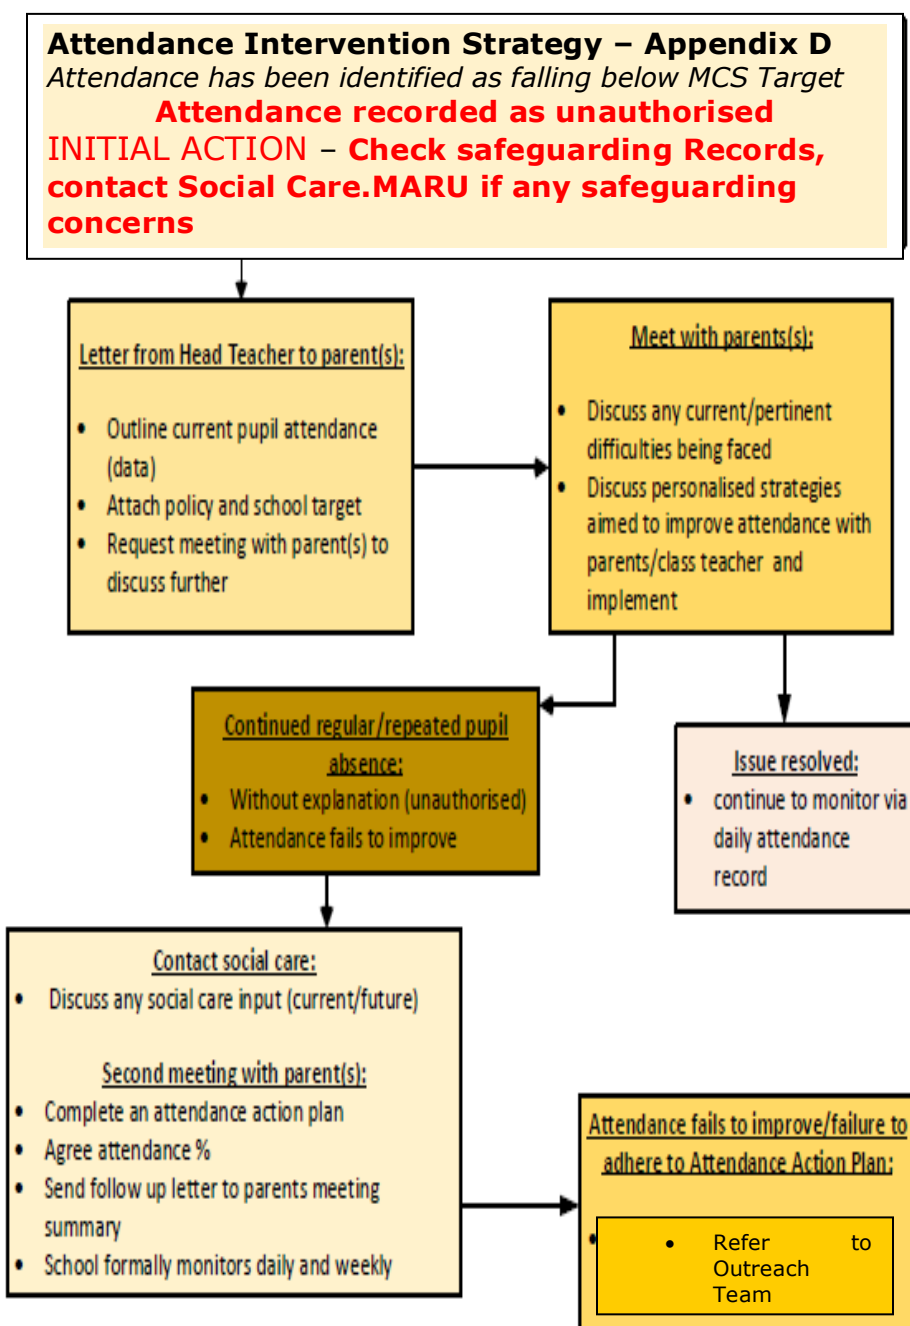 Attendance Intervention Strategy – Appendix D
Attendance has been identified as falling below MCS Target
Attendance recorded as unauthorised
INITIAL ACTION – Check safeguarding Records,
contact Social Care.MARU if any safeguarding
concerns
Letter from Head Teacher to parent(s):
• Outline current pupil attendance
(data)
• Attach policy and school target
• Request meeting with parent(s) to
discuss further
Meet with parents(s):
• Discuss any current/pertinent
difficulties being faced
• Discuss personalised strategies
aimed to improve attendance with
parents/class teacher and
implement
Continued regular/repeated pupil
absence:
• Without explanation (unauthorised)
• Attendance fails to improve
Issue resolved:
• continue to monitor via
daily attendance
record
Contact social care:
• Discuss any social care input (current/future)
Second meeting with parent(s):
• Complete an attendance action plan
• Agree attendance %
• Send follow up letter to parents meeting
summary
• School formally monitors daily and weekly
Attendance fails to improve/failure to
adhere to Attendance Action Plan:
• Refer to
Outreach
Team